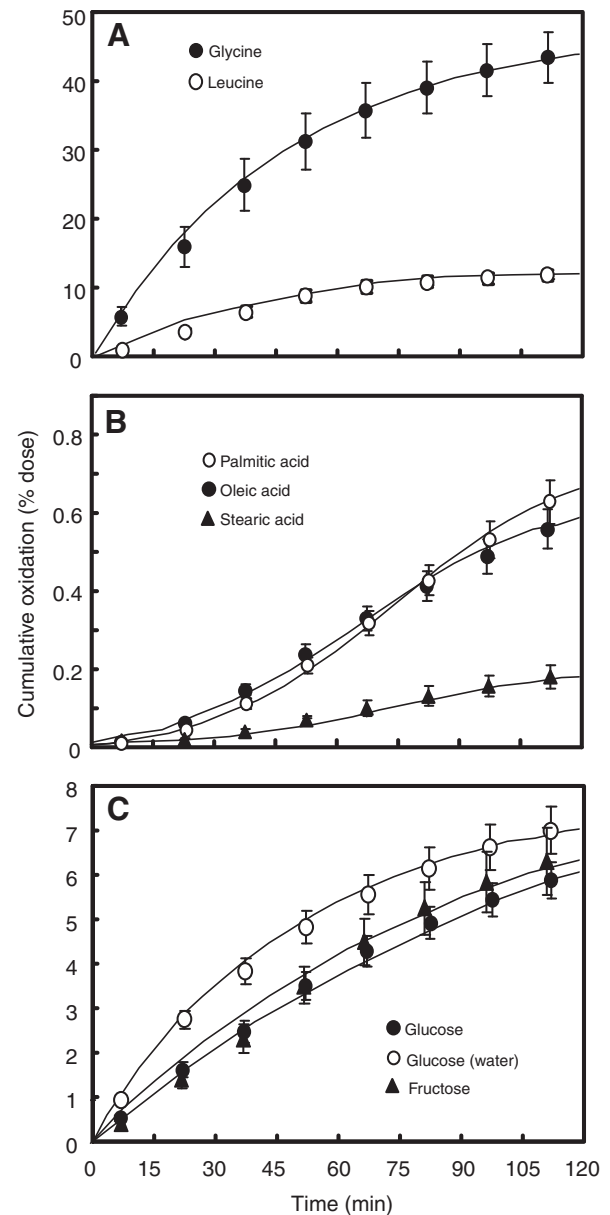 A
50
40
30
20
10
0
Glycine
Leucine
B
0.8
0.6
0.4
0.2
0
Palmitic acid
Oleic acid
Stearic acid
Cumulative oxidation (% dose)
C
8
7
6
5
4
3
2
1
0
Glucose
Glucose (water)
Fructose
0 15 30 45 60 75 90 105 120
Time (min)